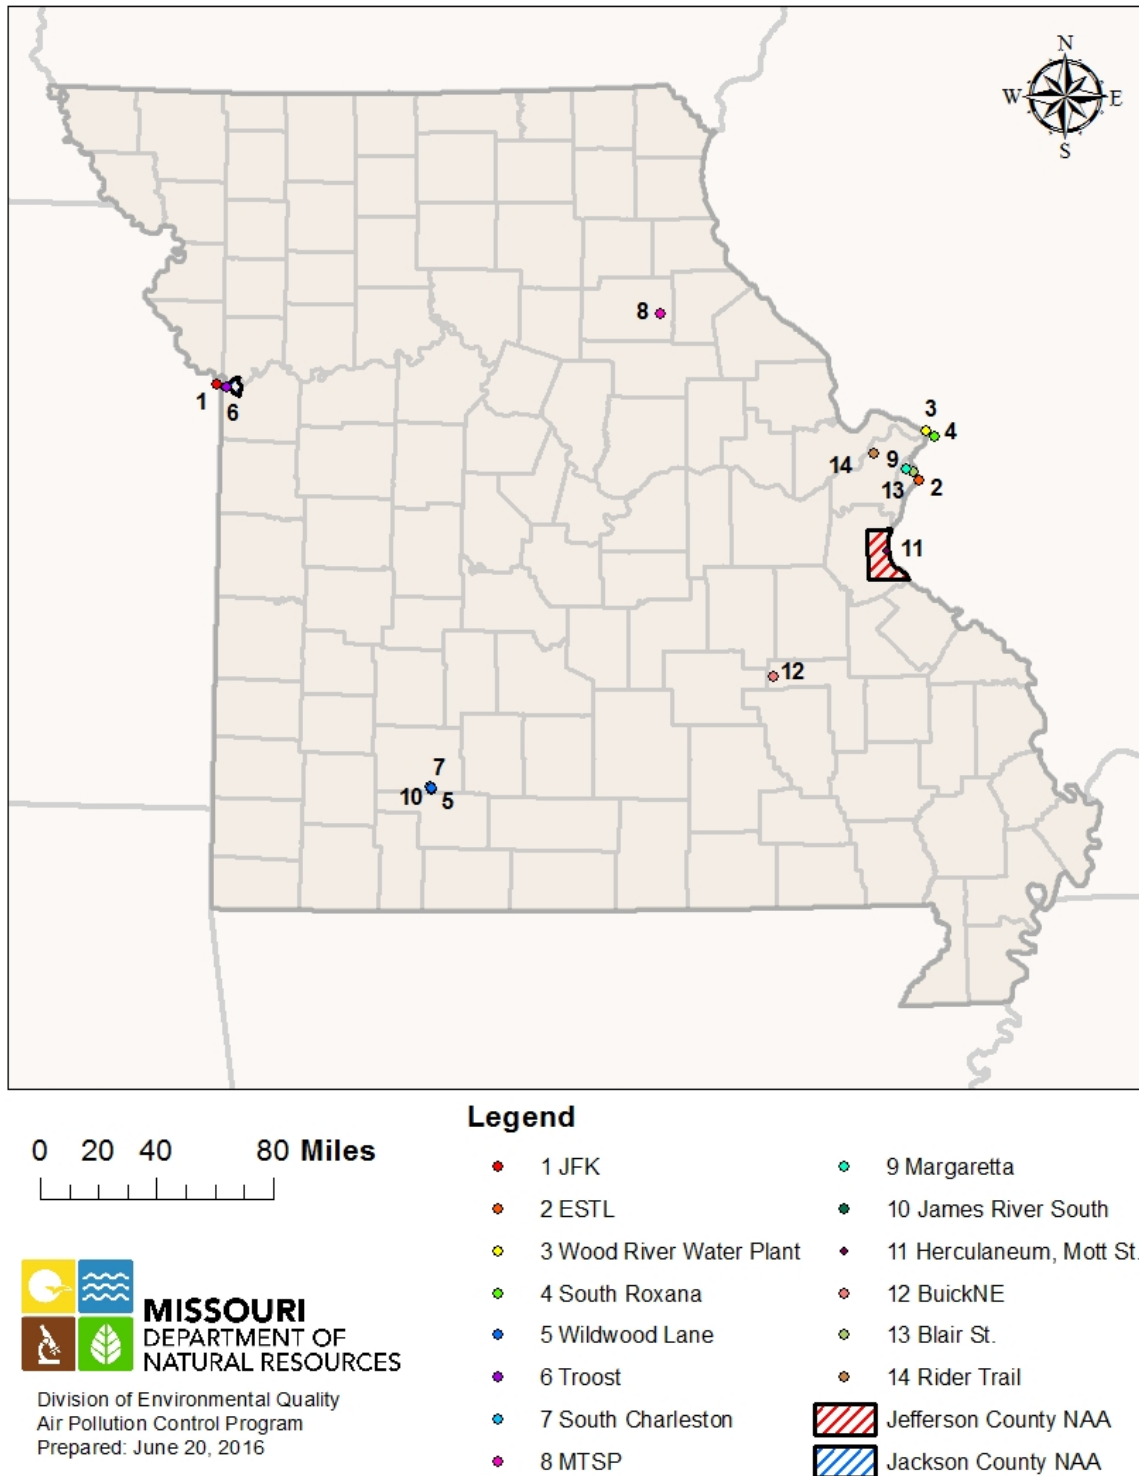 N
W E
S
8
1 6
3
4
14 9
13 2
11
12
7
10 5
Legend
0 20 40 80 Miles
1 JFK
2 ESTL
3 Wood River Water Plant
4 South Roxana
5 Wildwood Lane
6 Troost
7 South Charleston
8 MTSP
9 Margaretta
10 James River South
11 Herculaneum, Mott St.
12 BuickNE
13 Blair St.
14 Rider Trail
Jefferson County NAA
Jackson County NAA
MISSOURI
DEPARTMENT OF
NATURAL RESOURCES
Division of Environmental Quality
Air Pollution Control Program
Prepared: June 20, 2016